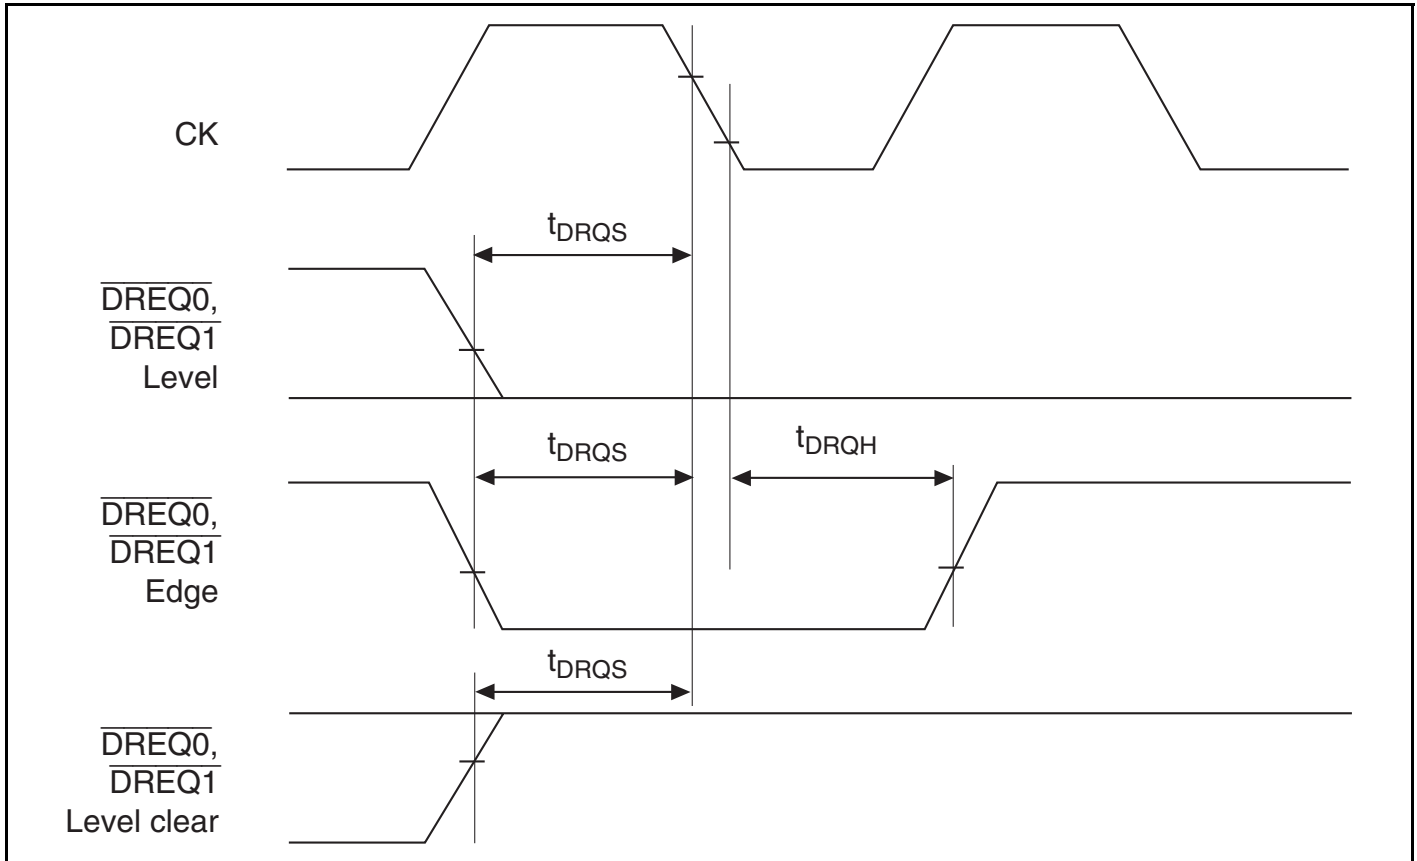 CK
tDRQS
DREQ0,
DREQ1
Level
tDRQS
tDRQH
DREQ0,
DREQ1
Edge
tDRQS
DREQ0,
DREQ1
Level clear